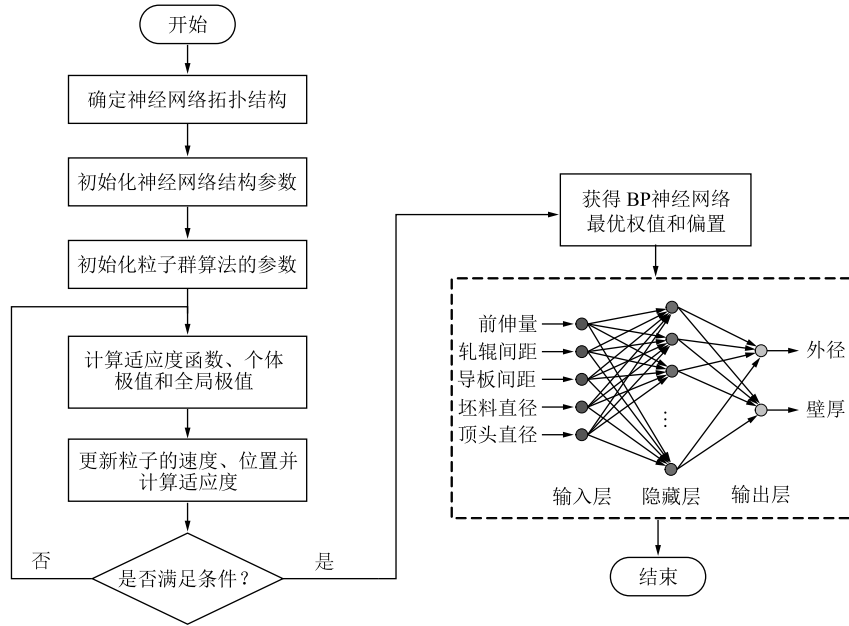 开始
确定神经网络拓扑结构
初始化神经网络结构参数
初始化粒子群算法的参数
计算适应度函数、个体
极值和全局极值
更新粒子的速度、位置并
计算适应度
是否满足条件？
否
是
获得 BP神经网络
最优权值和偏置
前伸量
轧辊间距
导板间距
坯料直径
顶头直径
外径
壁厚
输入层 隐藏层 输出层
结束